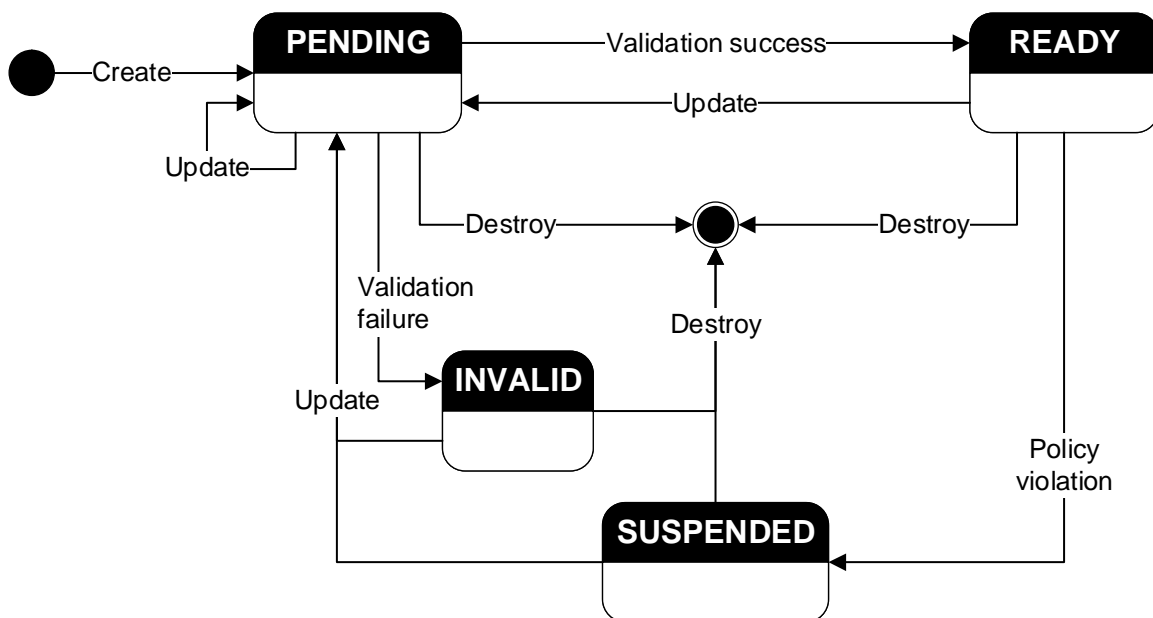 PENDING
Validation success
READY
Create
Update
Update
Destroy
Destroy
Validation
failure
Destroy
INVALID
Update
Policy
violation
SUSPENDED